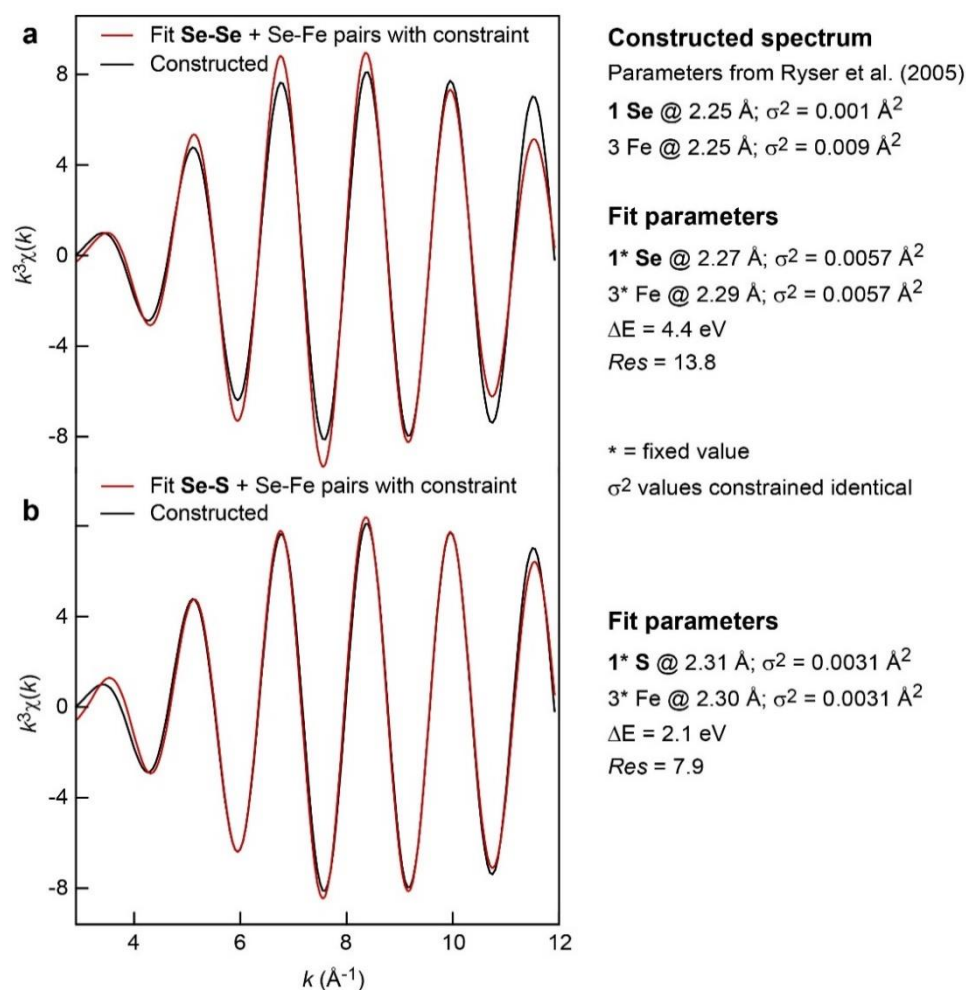 a
Fit Se-Se + Se-Fe pairs with constraint
Constructed
8
4
0
-4
-8
k³χ(k)
Constructed spectrum
Parameters from Ryser et al. (2005)
1 Se @ 2.25 Å; σ² = 0.001 Å²
3 Fe @ 2.25 Å; σ² = 0.009 Å²
Fit parameters
1* Se @ 2.27 Å; σ² = 0.0057 Å²
3* Fe @ 2.29 Å; σ² = 0.0057 Å²
ΔE = 4.4 eV
Res = 13.8
* = fixed value
σ² values constrained identical
b
Fit Se-S + Se-Fe pairs with constraint
Constructed
4
0
-4
-8
k³χ(k)
4 6 8 10 12
k (Å⁻¹)
Fit parameters
1* S @ 2.31 Å; σ² = 0.0031 Å²
3* Fe @ 2.30 Å; σ² = 0.0031 Å²
ΔE = 2.1 eV
Res = 7.9